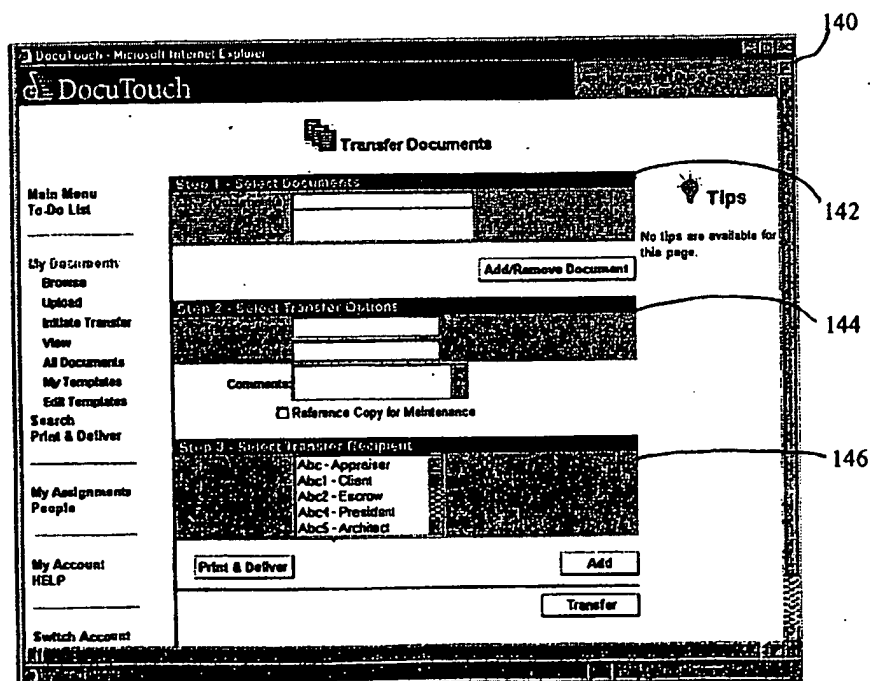 140
DocuTouch - Microsoft Internet Explorer
DocuTouch
Transfer Documents
Main Menu
To-Do List
My Documents
Browse
Upload
Initiate Transfer
View
All Documents
My Templates
Edit Templates
Search
Print & Deliver
My Assignments
People
My Account
HELP
Switch Account
Step 1 - Select Documents
142
Add/Remove Document
Tips
No tips are available for
this page.
Step 2 - Select Transfer Options
144
Comments:
Reference Copy for Maintenance
Step 3 - Select Transfer Recipient
146
Abc - Appraiser
Abc1 - Client
Abc2 - Escrow
Abc4 - President
Abc5 - Architect
Print & Deliver
Add
Transfer